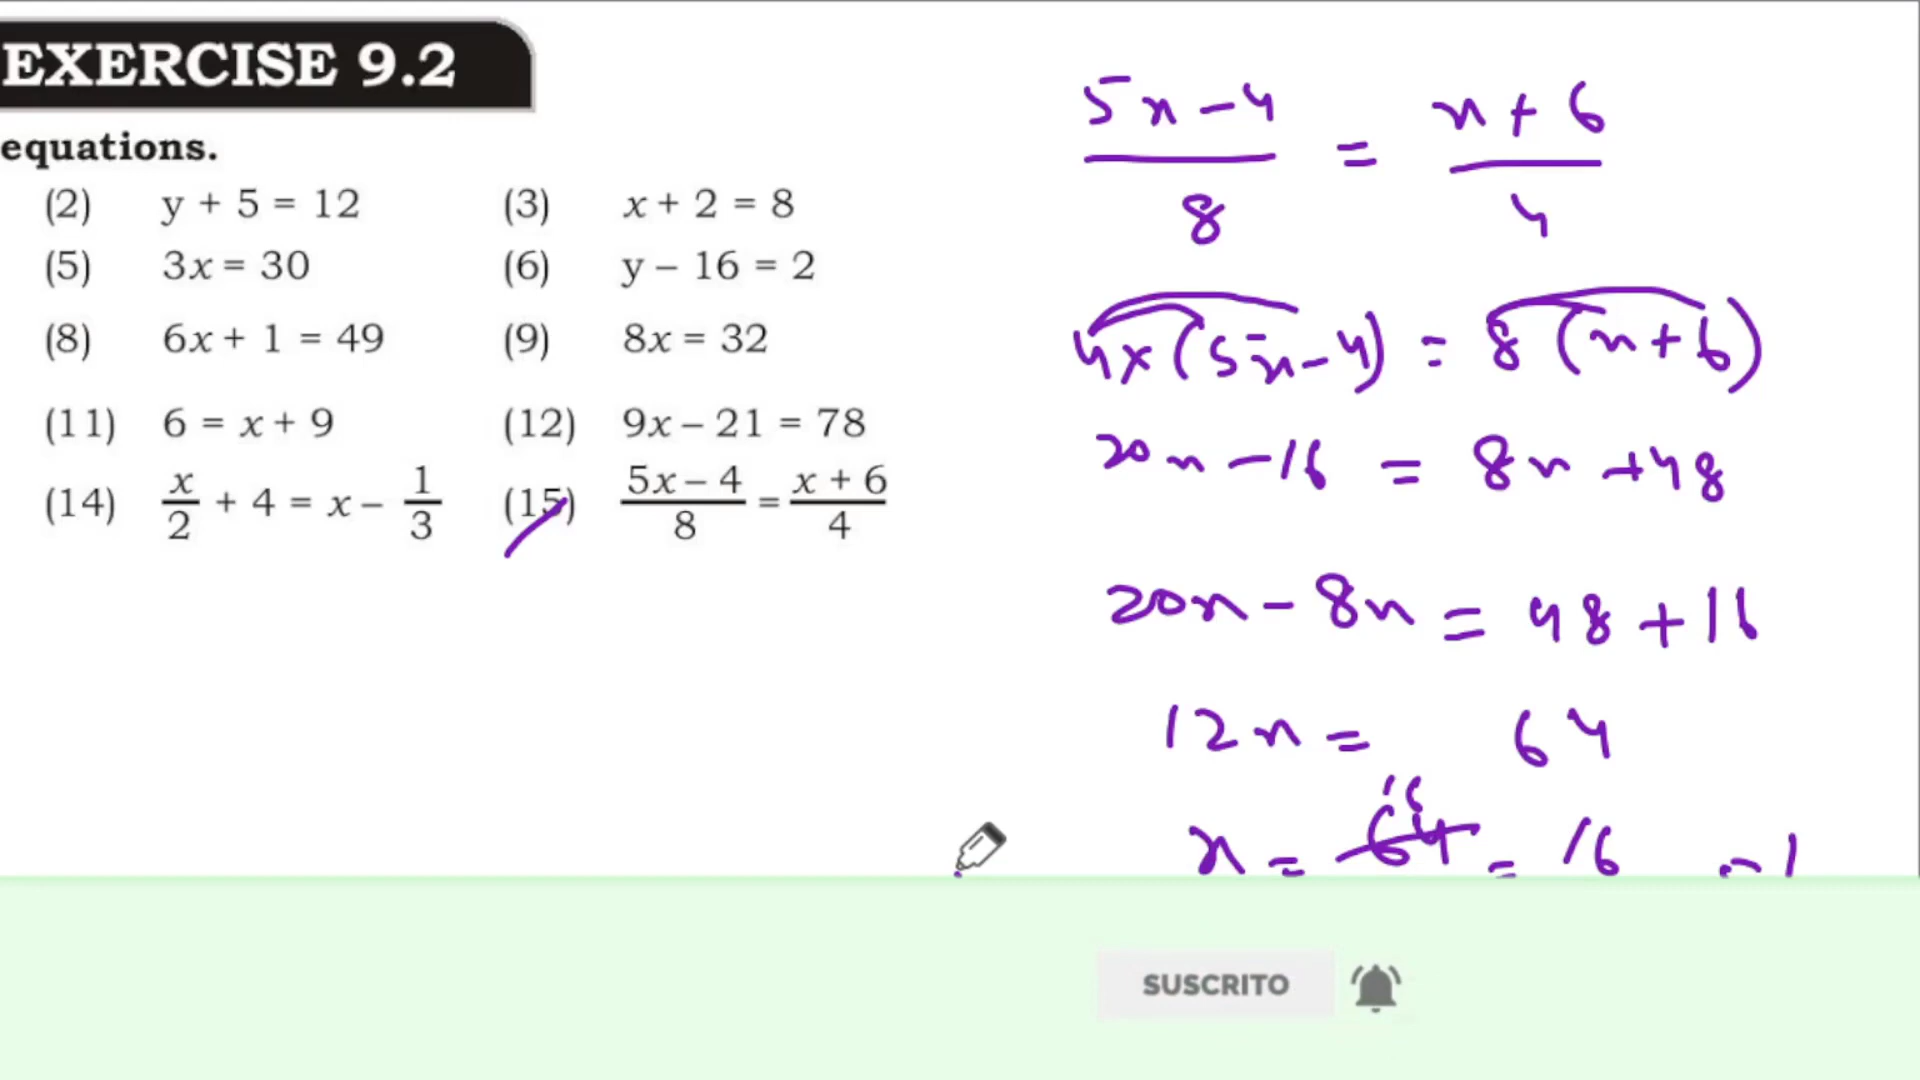 EXERCISE 9.2
equations.
(2) y + 5 = 12 (3) x + 2 = 8
(5) 3x = 30 (6) y – 16 = 2
(8) 6x + 1 = 49 (9) 8x = 32
(11) 6 = x + 9 (12) 9x – 21 = 78
(14) x/2 + 4 = x – 1/3 (15) 5x – 4/8 = x + 6/4
5x – 4/8 = x + 6/4
4x(5x – 4) = 8(x + 6)
20x – 16 = 8x + 48
20x – 8x = 48 + 16
12x = 64
16
x = 64 = 16
SUSCRITO